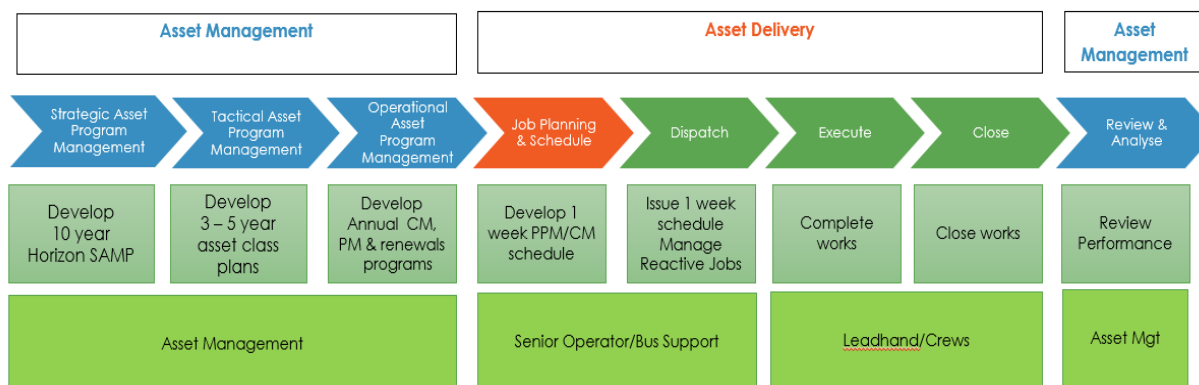 Asset Management
Asset Delivery
Asset
Management
Strategic Asset
Program
Management
Tactical Asset
Program
Management
Operational
Asset
Program
Management
Job Planning
& Schedule
Dispatch
Execute
Close
Review &
Analyse
Develop
10 year
Horizon SAMP
Develop
3 – 5 year
asset class
plans
Develop
Annual CM,
PM & renewals
programs
Develop 1
week PPM/CM
schedule
Issue 1 week
schedule
Manage
Reactive Jobs
Complete
works
Close works
Review
Performance
Asset Management
Senior Operator/Bus Support
Leadhand/Crews
Asset Mgt